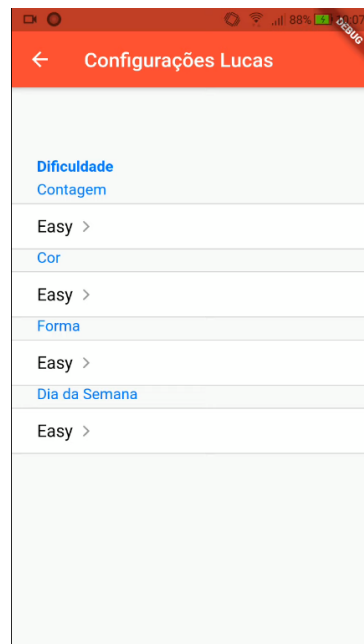 88%
DEBUG
Configurações Lucas
Dificuldade
Contagem
Easy
Cor
Easy
Forma
Easy
Dia da Semana
Easy